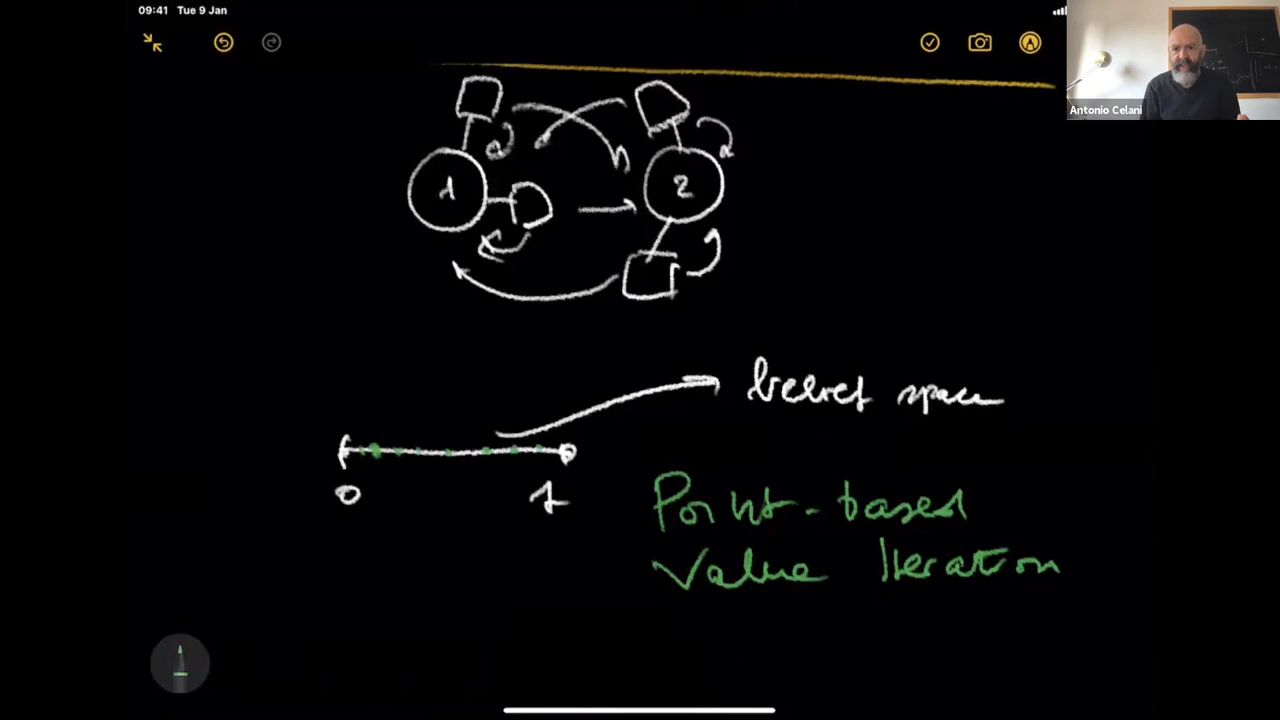 09:41 Tue 9 Jan
Antonio Celani
1
2
belief space
0
1
Point-based
Value Iteration